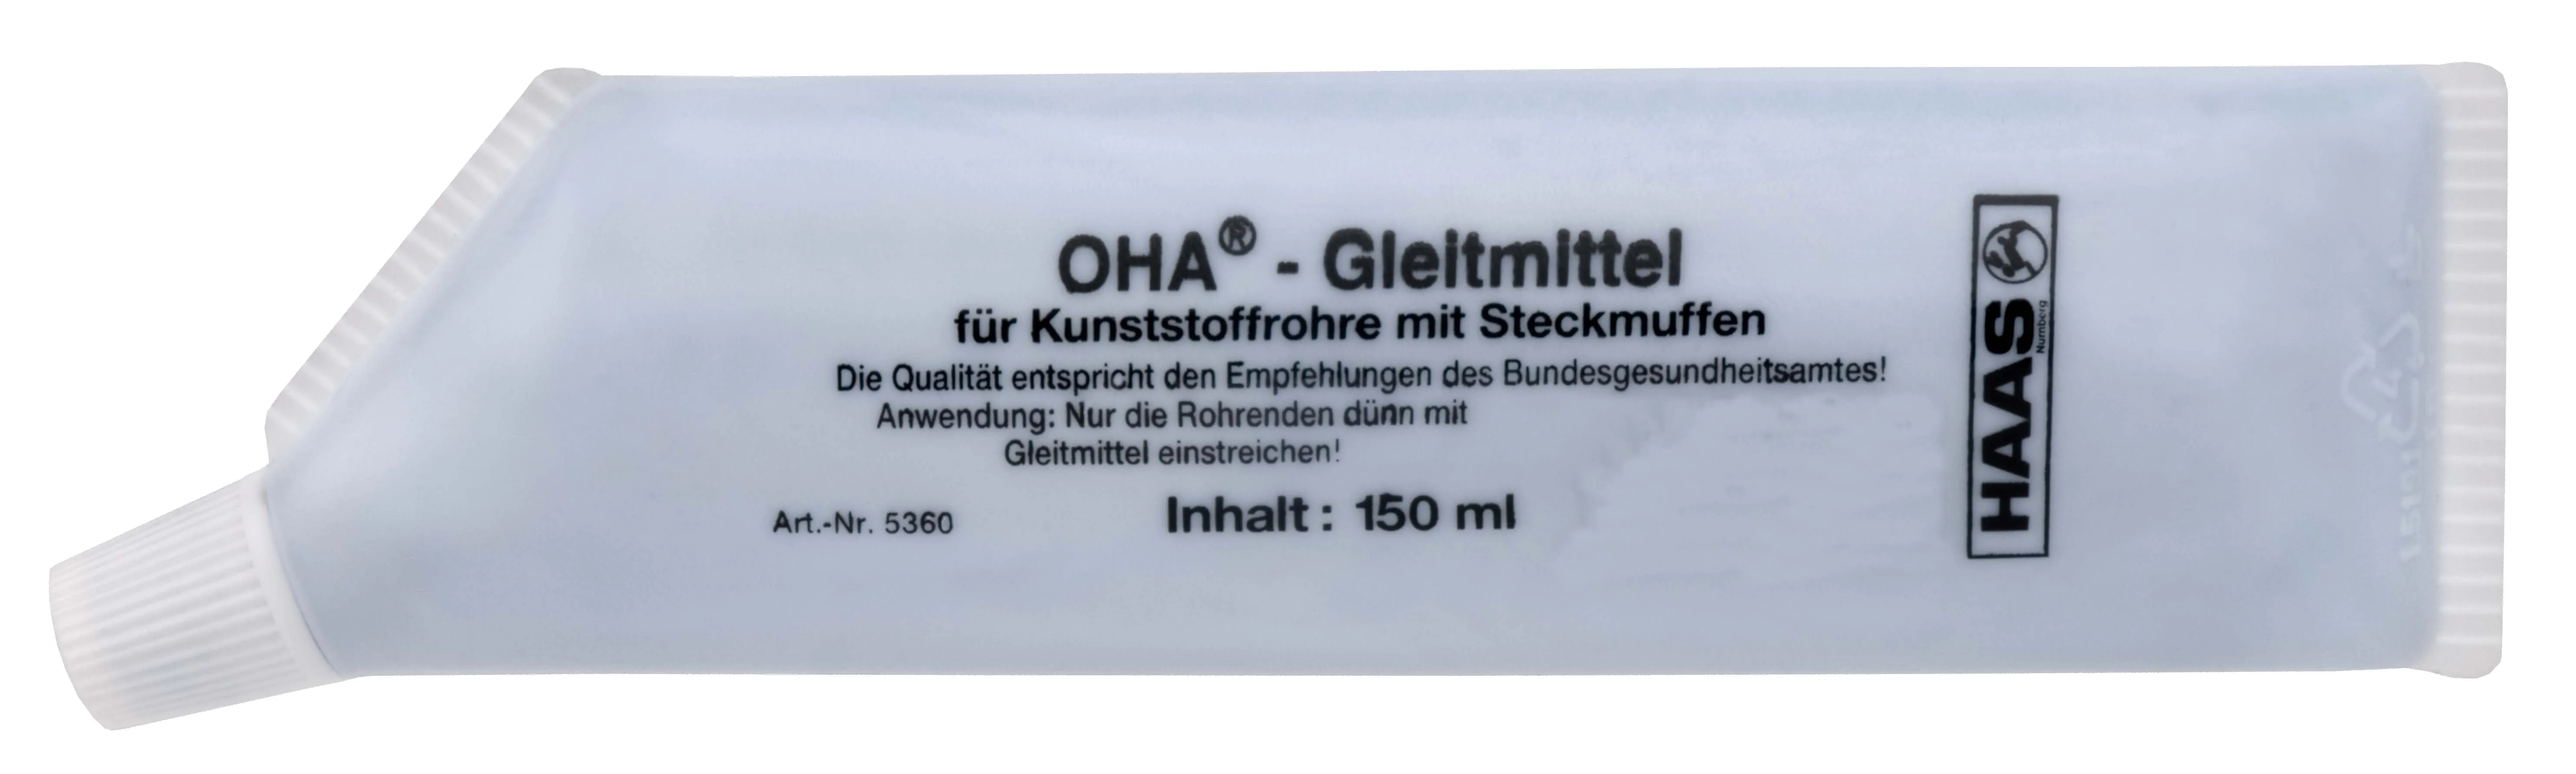 OHA® - Gleitmittel
für Kunststoffrohre mit Steckmuffen
Die Qualität entspricht den Empfehlungen des Bundesgesundheitsamtes!
Anwendung: Nur die Rohrenden dünn mit
Gleitmittel einstreichen!
Art.-Nr. 5360
Inhalt: 150 ml
HAAS
Nürnberg